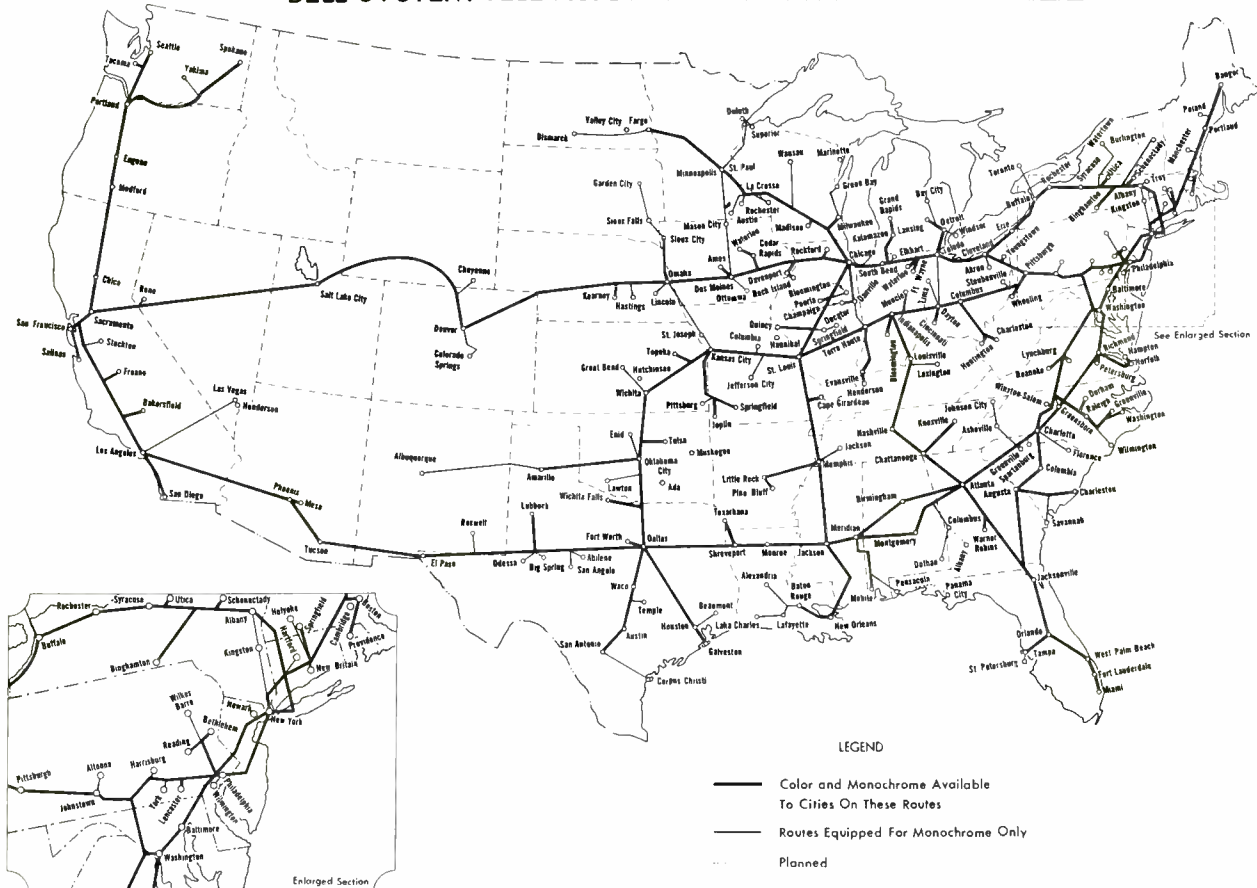 Seattle
Tacoma
Yakima
Spokane
Portland
Eugene
Medford
Chico
Reno
Sacramento
San Francisco
Stockton
Salinas
Fresno
Las Vegas
Henderson
Bakersfield
Los Angeles
San Diego
Salt Lake City
Cheyenne
Denver
Colorado
Springs
Phoenix
Mesa
Tucson
El Paso
Albuquerque
Amarillo
Roswell
Lubbock
Odessa
Big Spring
San Angelo
Abilene
Valley City
Fargo
Bismarck
Duluth
Superior
Minneapolis
St. Paul
Wausau
Marinette
Green Bay
Garden City
Sioux Falls
Sioux City
La Crosse
Rochester
Austin
Mason City
Waterloo
Madison
Milwaukee
Cedar
Rapids
Rockford
Chicago
Ames
Omaha
Des Moines
Ottumwa
Davenport
Rock Island
Kearney
Hastings
Lincoln
Grand
Rapids
Kalamazoo
Lansing
Bay City
Detroit
Windsor
Toledo
Cleveland
Elkhart
South Bend
Ft Wayne
Waterloo
Muncie
Lima
Akron
Youngstown
Erie
Pittsburgh
Steubenville
Wheeling
Columbus
Dayton
Cincinnati
Indianapolis
Bloomington
Bloomington
Peoria
Champaign
Danville
Decatur
Springfield
Quincy
Hannibal
Columbia
St. Joseph
Topeka
Kansas City
Jefferson City
St. Louis
Terra Haute
Evansville
Henderson
Cape Girardeau
Louisville
Lexington
Huntington
Charleston
Great Bend
Hutchinson
Wichita
Pittsburg
Joplin
Springfield
Enid
Tulsa
Muskogee
Oklahoma
City
Lawton
Ada
Wichita Falls
Little Rock
Pine Bluff
Memphis
Jackson
Nashville
Chattanooga
Knoxville
Johnson City
Asheville
Greenville
Spartanburg
Charlotte
Florence
Columbia
Charleston
Augusta
Savannah
Atlanta
Birmingham
Montgomery
Columbus
Warner
Robins
Albany
Dothan
Pensacola
Panama
City
Mobile
Meridian
Jackson
Monroe
Shreveport
Texarkana
Fort Worth
Dallas
Waco
Temple
Austin
San Antonio
Corpus Christi
Houston
Galveston
Beaumont
Lake Charles
Lafayette
Alexandria
Baton
Rouge
New Orleans
Jacksonville
Orlando
Tampa
St Petersburg
West Palm Beach
Fort Lauderdale
Miami
Toronto
Buffalo
Rochester
Syracuse
Watertown
Utica
Burlington
Schenectady
Troy
Albany
Kingston
Binghamton
Manchester
Portland
Poland
Bangor
Philadelphia
Baltimore
Washington
Richmond
Hampton
Norfolk
Petersburg
Lynchburg
Roanoke
Winston-Salem
Greensboro
Durham
Raleigh
Greenville
Washington
Wilmington
See Enlarged Section
Rochester
Syracuse
Utica
Schenectady
Albany
Holyoke
Springfield
Hartford
Cambridge
Boston
Providence
New Britain
Buffalo
Binghamton
Kingston
Newark
New York
Wilkes
Barre
Bethlehem
Reading
Pittsburgh
Altoona
Harrisburg
Johnstown
York
Lancaster
Philadelphia
Wilmington
Baltimore
Washington
Enlarged Section
LEGEND
Color and Monochrome Available
To Cities On These Routes
Routes Equipped For Monochrome Only
Planned